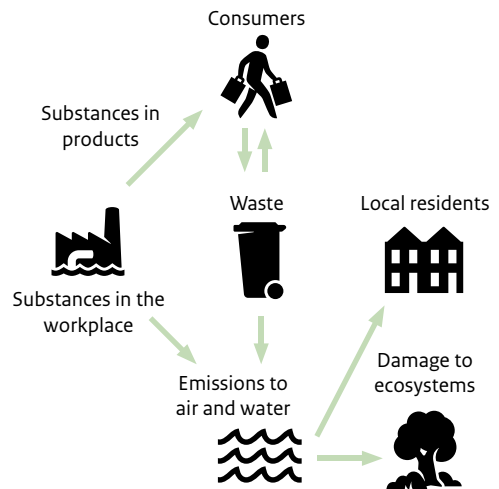 Consumers
Substances in
products
Waste
Local residents
Substances in the
workplace
Damage to
ecosystems
Emissions to
air and water